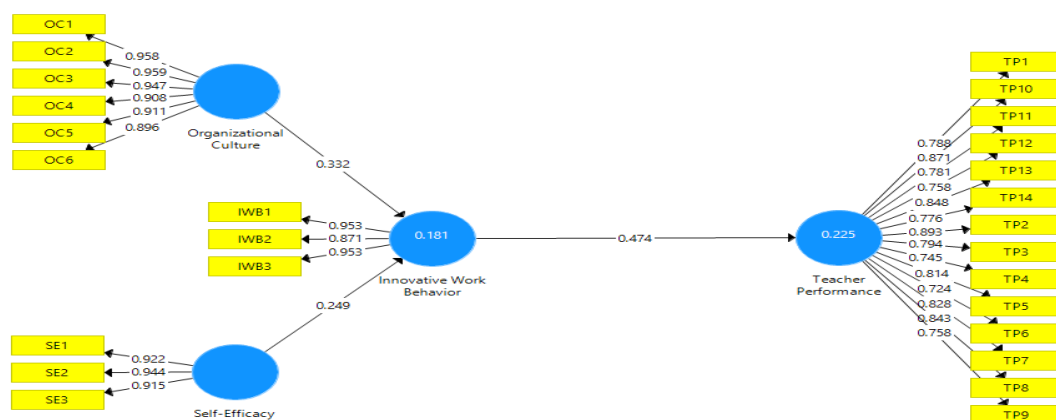 OC1
OC2
OC3
OC4
OC5
OC6
0.958
0.959
0.947
0.908
0.911
0.896
Organizational
Culture
0.332
IWB1
IWB2
IWB3
0.953
0.871
0.953
0.181
Innovative Work
Behavior
0.249
SE1
SE2
SE3
0.922
0.944
0.915
Self-Efficacy
0.474
0.225
Teacher
Performance
0.788
0.871
0.781
0.758
0.848
0.776
0.893
0.794
0.745
0.814
0.724
0.828
0.843
0.758
TP1
TP10
TP11
TP12
TP13
TP14
TP2
TP3
TP4
TP5
TP6
TP7
TP8
TP9